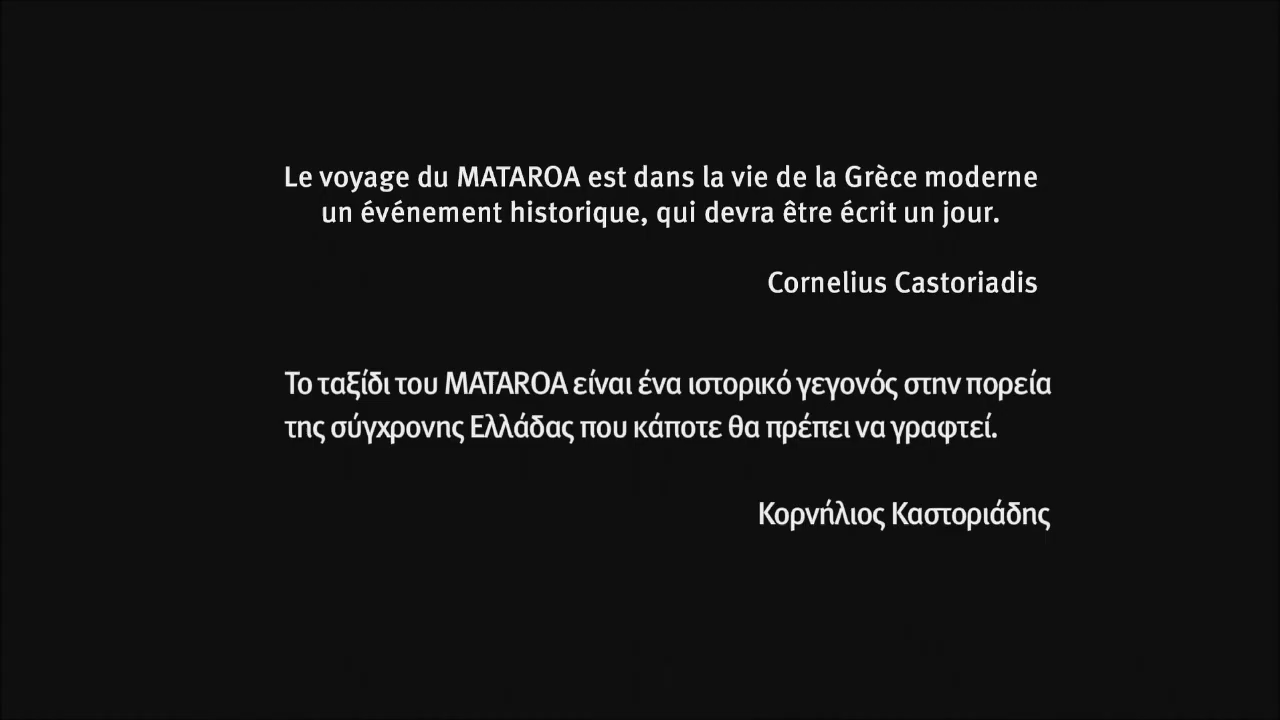 Le voyage du MATAROA est dans la vie de la Grèce moderne
un événement historique, qui devra être écrit un jour.
Cornelius Castoriadis
Το ταξίδι του MATAROA είναι ένα ιστορικό γεγονός στην πορεία
της σύγχρονης Ελλάδας που κάποτε θα πρέπει να γραφτεί.
Κορνήλιος Καστοριάδης